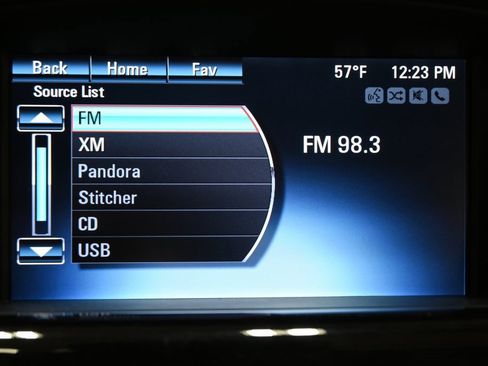 Back Home Fav 57°F 12:23 PM
Source List
FM
XM
FM 98.3
Pandora
Stitcher
CD
USB